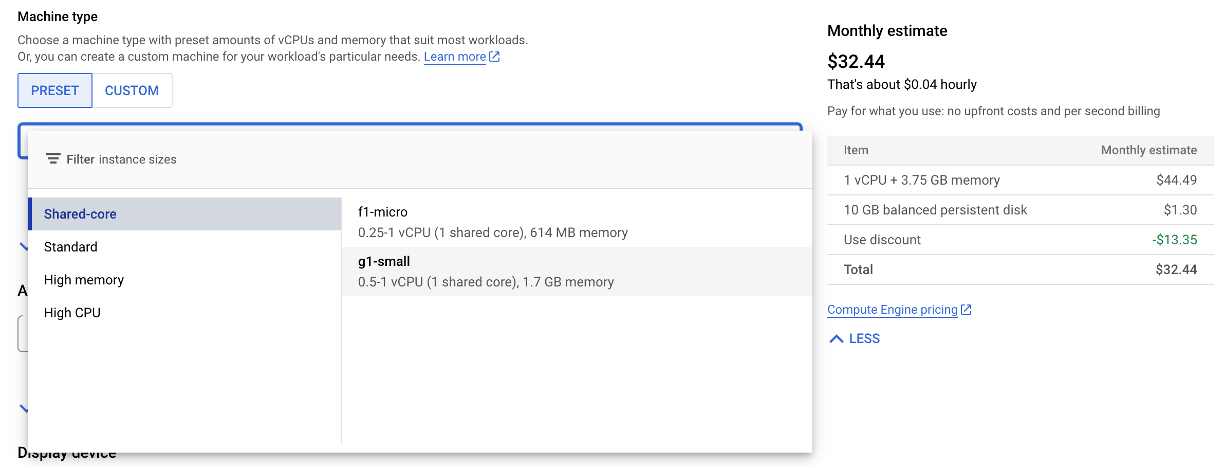 Machine type
Choose a machine type with preset amounts of vCPUs and memory that suit most workloads.
Or, you can create a custom machine for your workload's particular needs. Learn more
PRESET
CUSTOM
Filter instance sizes
Shared-core
Standard
High memory
High CPU
f1-micro
0.25-1 vCPU (1 shared core), 614 MB memory
g1-small
0.5-1 vCPU (1 shared core), 1.7 GB memory
A
Display device
Monthly estimate
$32.44
That's about $0.04 hourly
Pay for what you use: no upfront costs and per second billing
Item Monthly estimate
1 vCPU + 3.75 GB memory $44.49
10 GB balanced persistent disk $1.30
Use discount -$13.35
Total $32.44
Compute Engine pricing
LESS